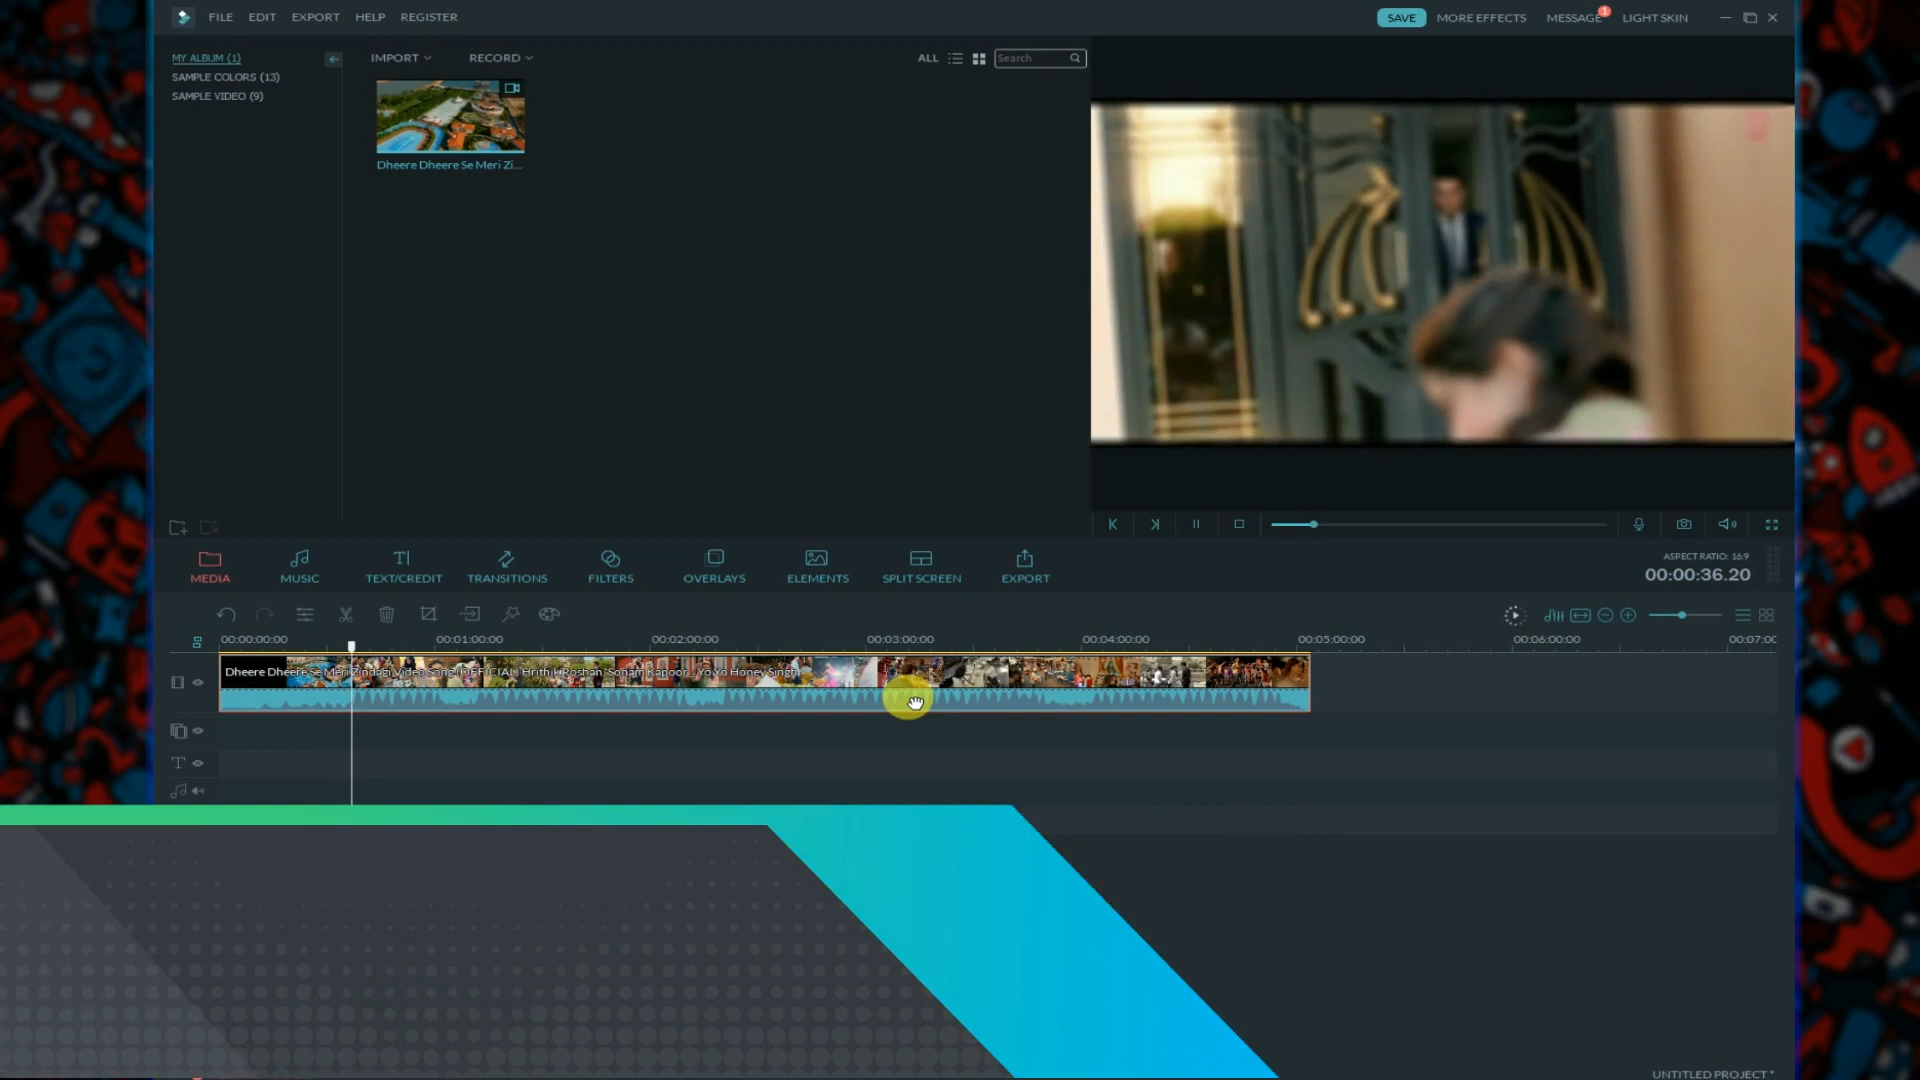 FILE EDIT EXPORT HELP REGISTER
SAVE MORE EFFECTS MESSAGE 1 LIGHT SKIN
MY ALBUM (1)
SAMPLE COLORS (13)
SAMPLE VIDEO (9)
IMPORT RECORD
ALL Search
Dheere Dheere Se Meri Zi...
MEDIA MUSIC TEXT/CREDIT TRANSITIONS FILTERS OVERLAYS ELEMENTS SPLIT SCREEN EXPORT
ASPECT RATIO: 16:9
00:00:36.20
00:00:00:00 00:01:00:00 00:02:00:00 00:03:00:00 00:04:00:00 00:05:00:00 00:06:00:00 00:07:0
Dheere Dheere Se Meri Zindagi Video Song (OFFICIAL) Hrithik Roshan, Sonam Kapoor Yo Yo Honey Singh
UNTITLED PROJECT *